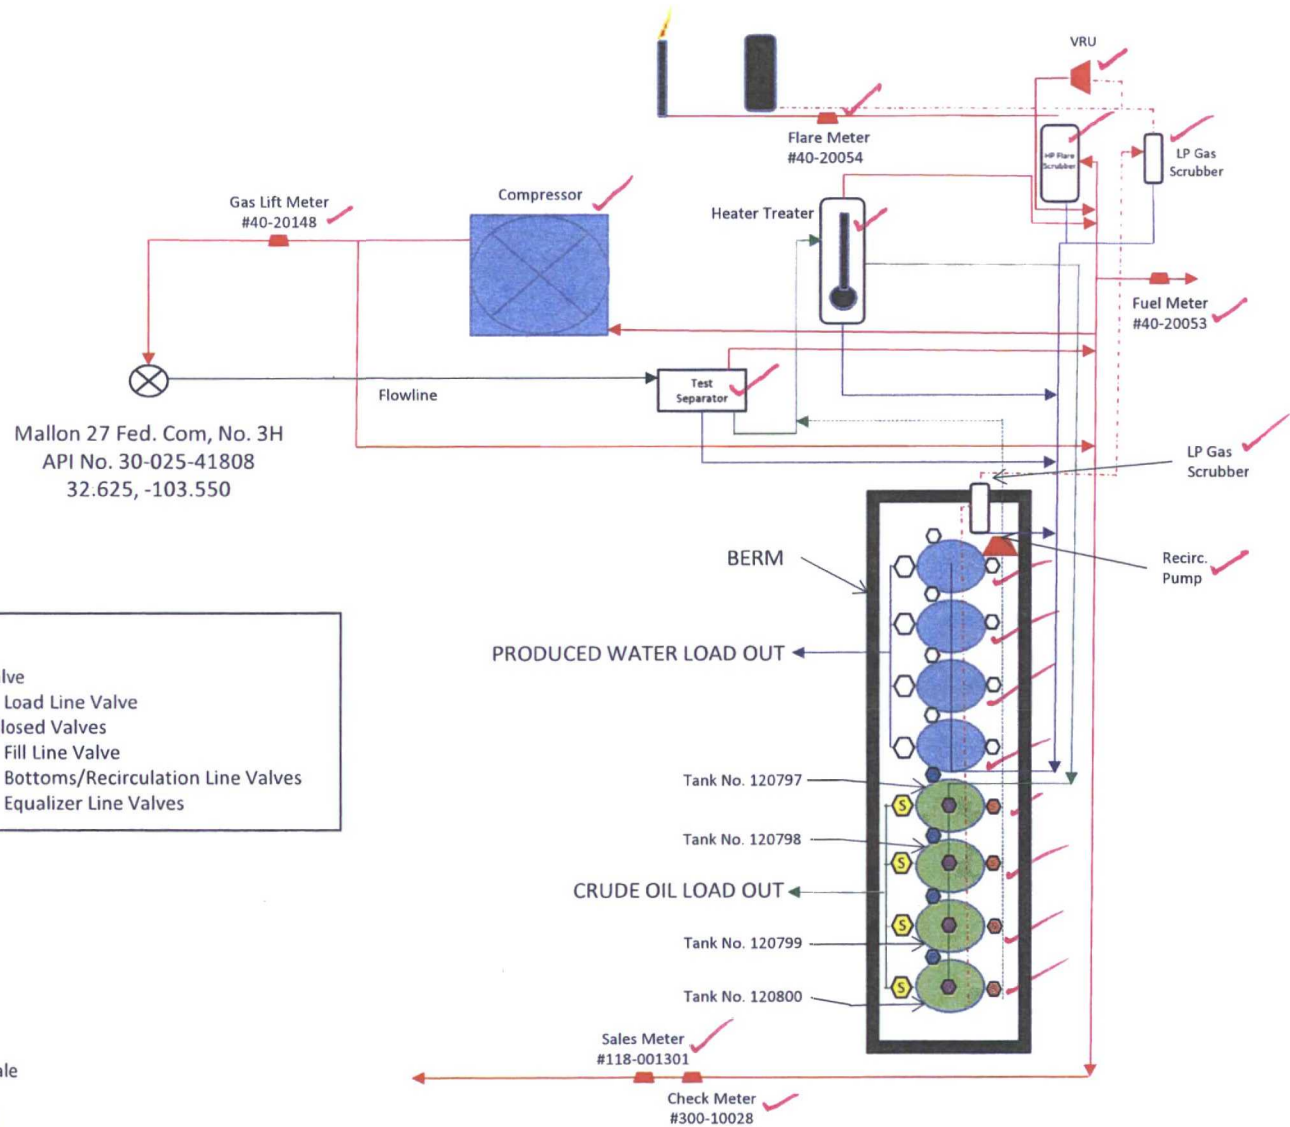 VRU
Flare Meter
#40-20054
HP Flare
Scrubber
LP Gas
Scrubber
Gas Lift Meter
#40-20148
Compressor
Heater Treater
Fuel Meter
#40-20053
Flowline
Test
Separator
Mallon 27 Fed. Com, No. 3H
API No. 30-025-41808
32.625, -103.550
LP Gas
Scrubber
BERM
Recirc.
Pump
PRODUCED WATER LOAD OUT
Load Line Valve
Fill Line Valve
Bottoms/Recirculation Line Valves
Equalizer Line Valves
Tank No. 120797
S
Tank No. 120798
S
CRUDE OIL LOAD OUT
S
Tank No. 120799
Tank No. 120800
S
Sales Meter
#118-001301
Check Meter
#300-10028